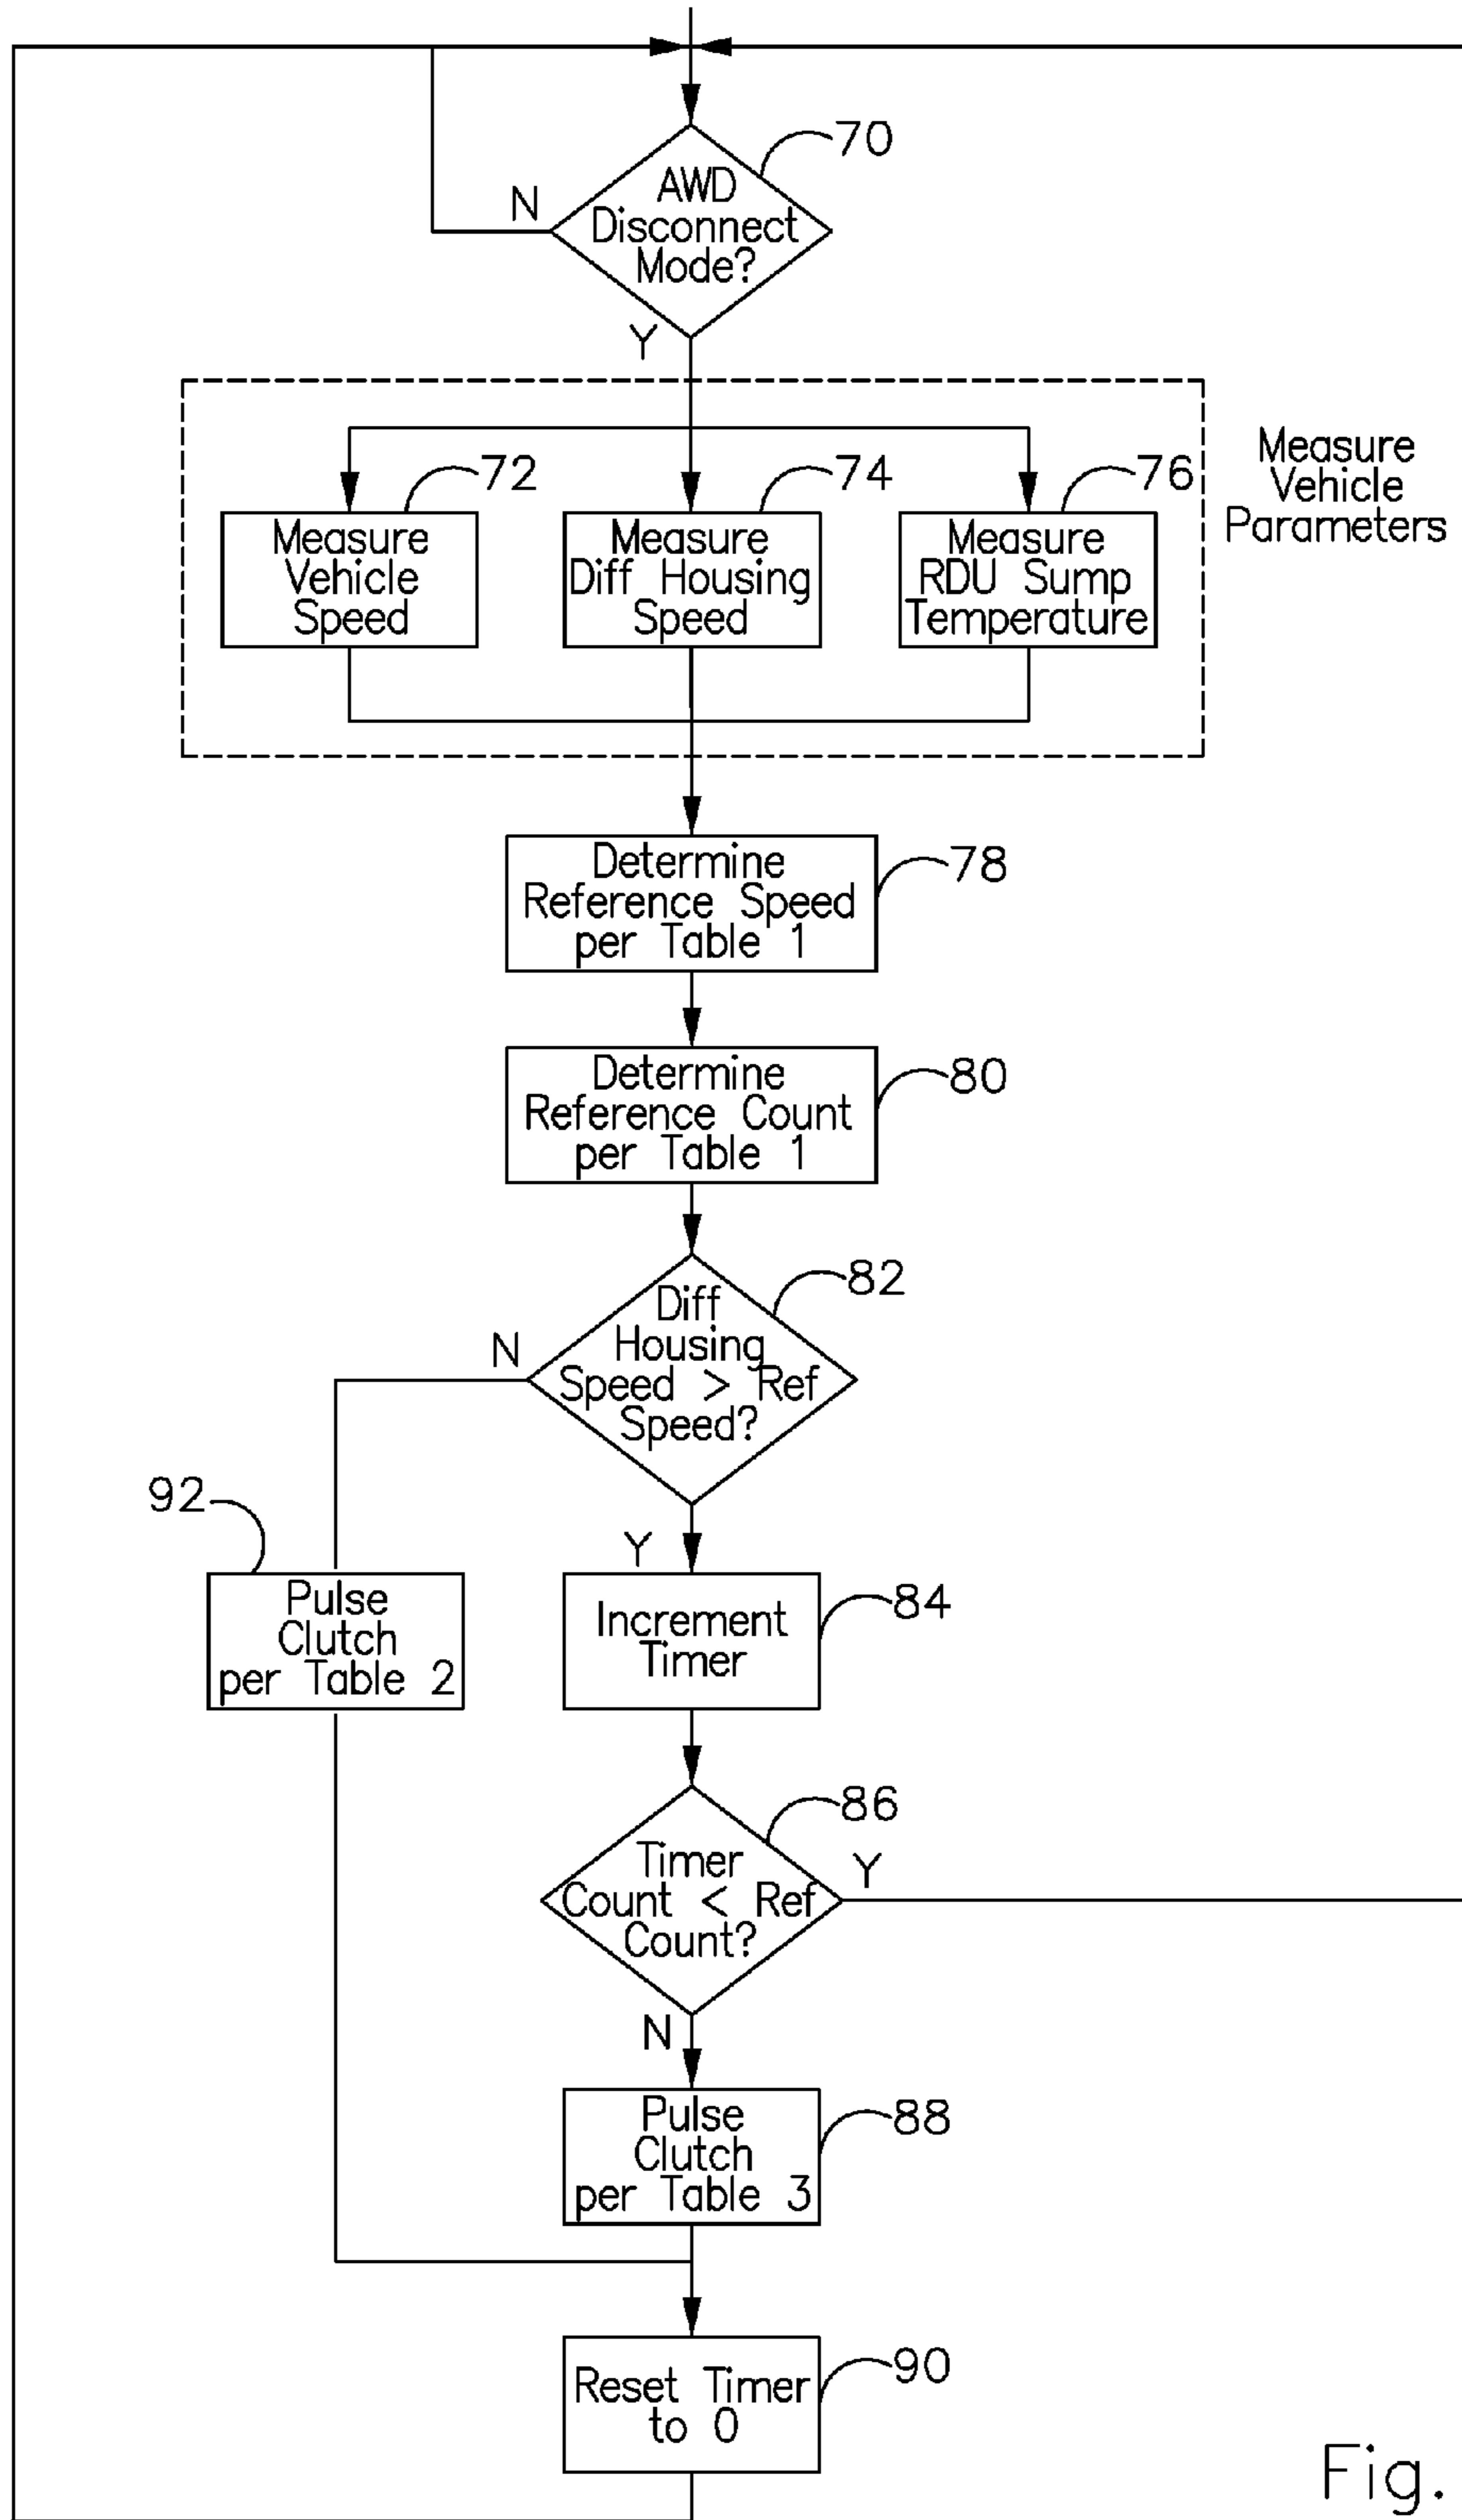 70
AWD
Disconnect
Mode?
N
Y
Measure
Vehicle
Parameters
72
Measure
Vehicle
Speed
74
Measure
Diff Housing
Speed
76
Measure
RDU Sump
Temperature
Determine
Reference Speed
per Table 1
78
Determine
Reference Count
per Table 1
80
82
Diff
Housing
Speed > Ref
Speed?
N
Y
92
Pulse
Clutch
per Table 2
Increment
Timer
84
86
Timer
Count < Ref
Count?
Y
N
Pulse
Clutch
per Table 3
88
Reset Timer
to 0
90
Fig.